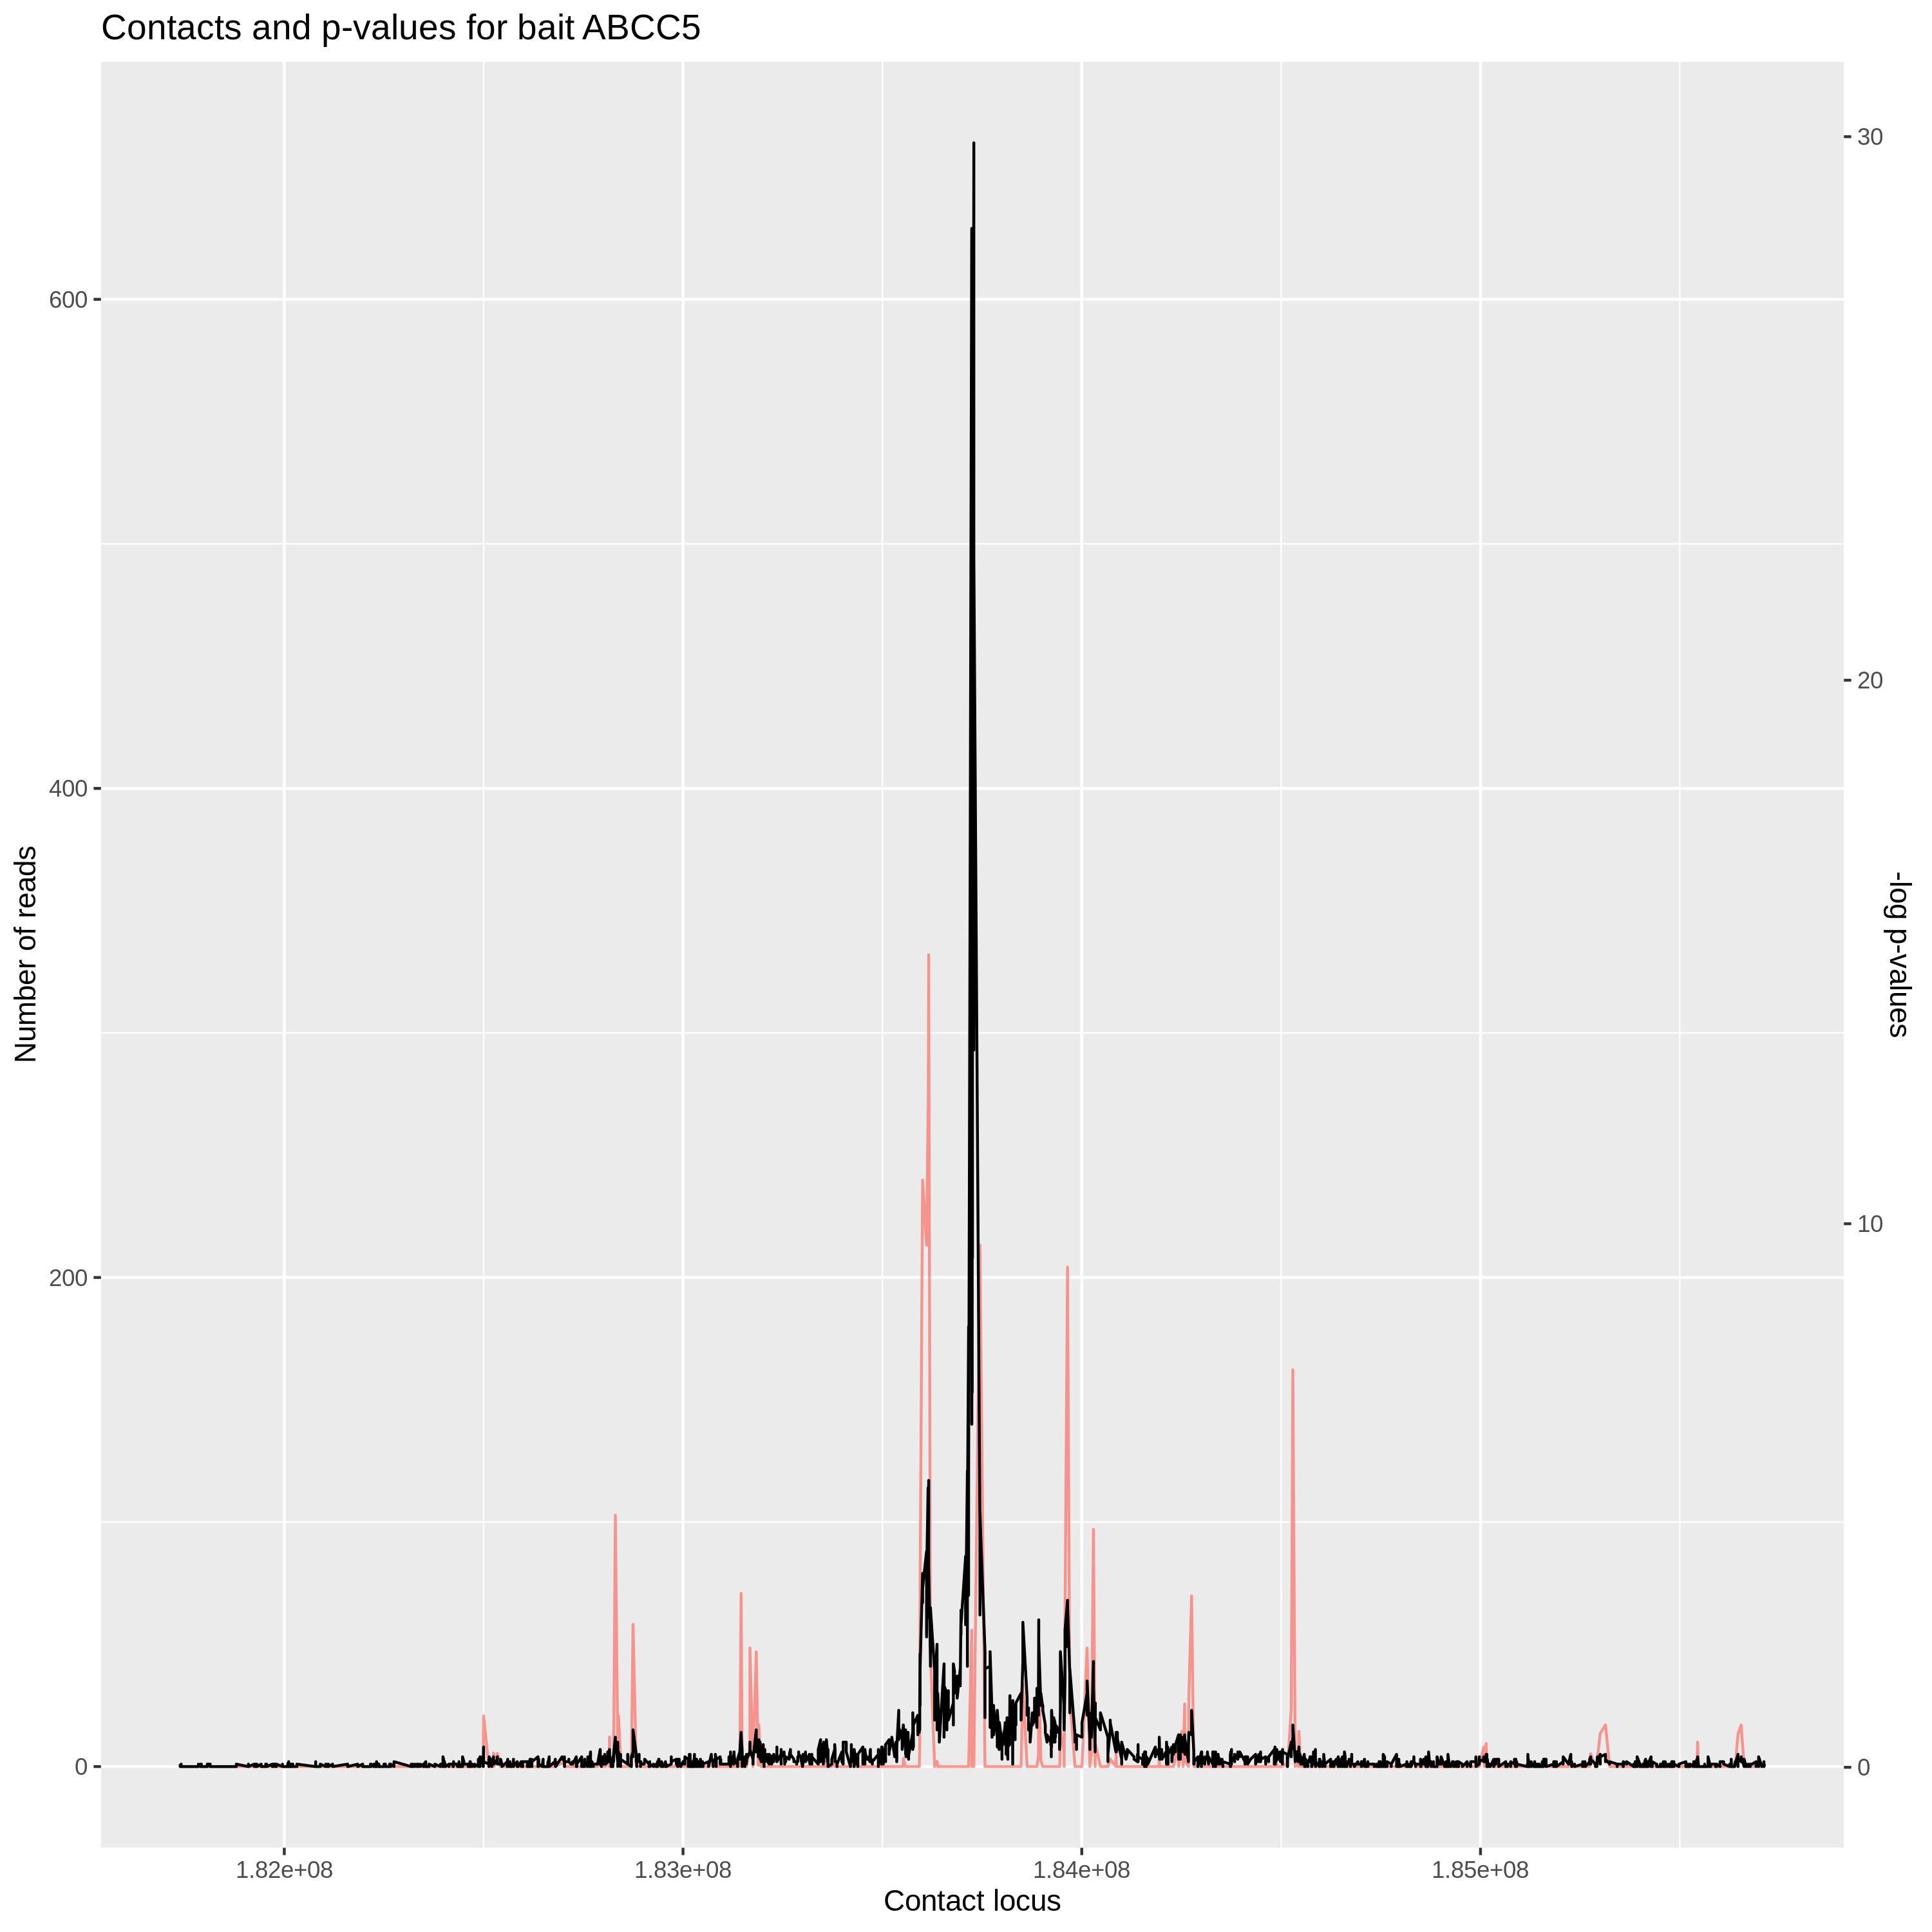 Contacts and p-values for bait ABCC5
600
400
200
0
Number of reads
30
20
10
0
-log p-values
1.82e+08
1.83e+08
1.84e+08
1.85e+08
Contact locus